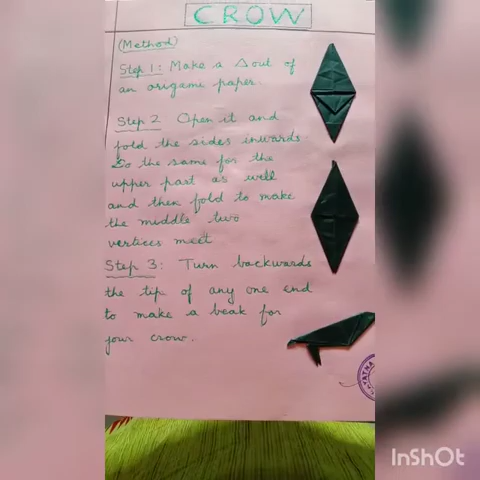 CROW
(Method)
Step 1: Make a Δ out of
an origami paper.
Step 2 Open it and
fold the sides inwards
Do the same for the
upper part as well
and then fold to make
the middle two
vertices meet
Step 3: Turn backwards
the tip of any one end
to make a beak for
your crow.
InShOt